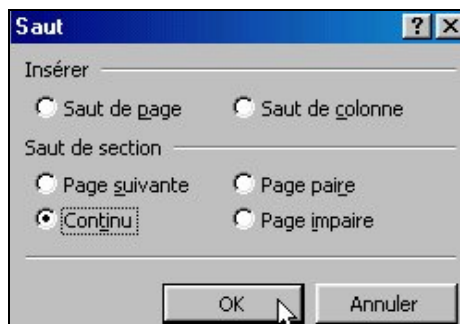 Saut
Insérer
Saut de page Saut de colonne
Saut de section
Page suivante Page paire
Continu Page impaire
OK Annuler